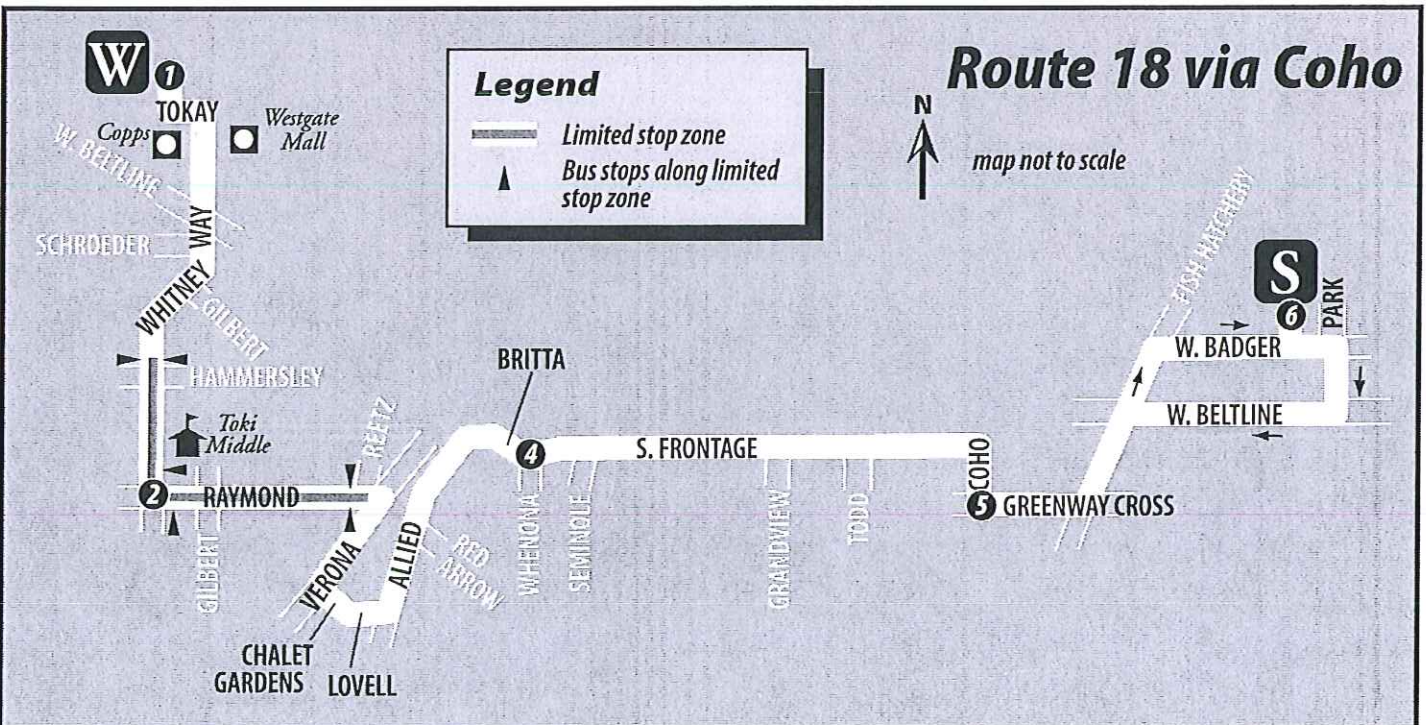 Route 18 via Coho
W
1
TOKAY
Copps
Westgate
Mall
W. BELTLINE
SCHROEDER
WHITNEY WAY
GILBERT
HAMMERSLEY
Toki
Middle
2
RAYMOND
GILBERT
REETZ
VERONA
CHALET
GARDENS
LOVELL
ALLIED
RED
ARROW
BRITTA
4
WHENONA
SEMINOLE
S. FRONTAGE
GRANDVIEW
TODD
COHO
5
GREENWAY CROSS
FISH HATCHERY
S
6
PARK
W. BADGER
W. BELTLINE
Legend
Limited stop zone
Bus stops along limited
stop zone
N
map not to scale